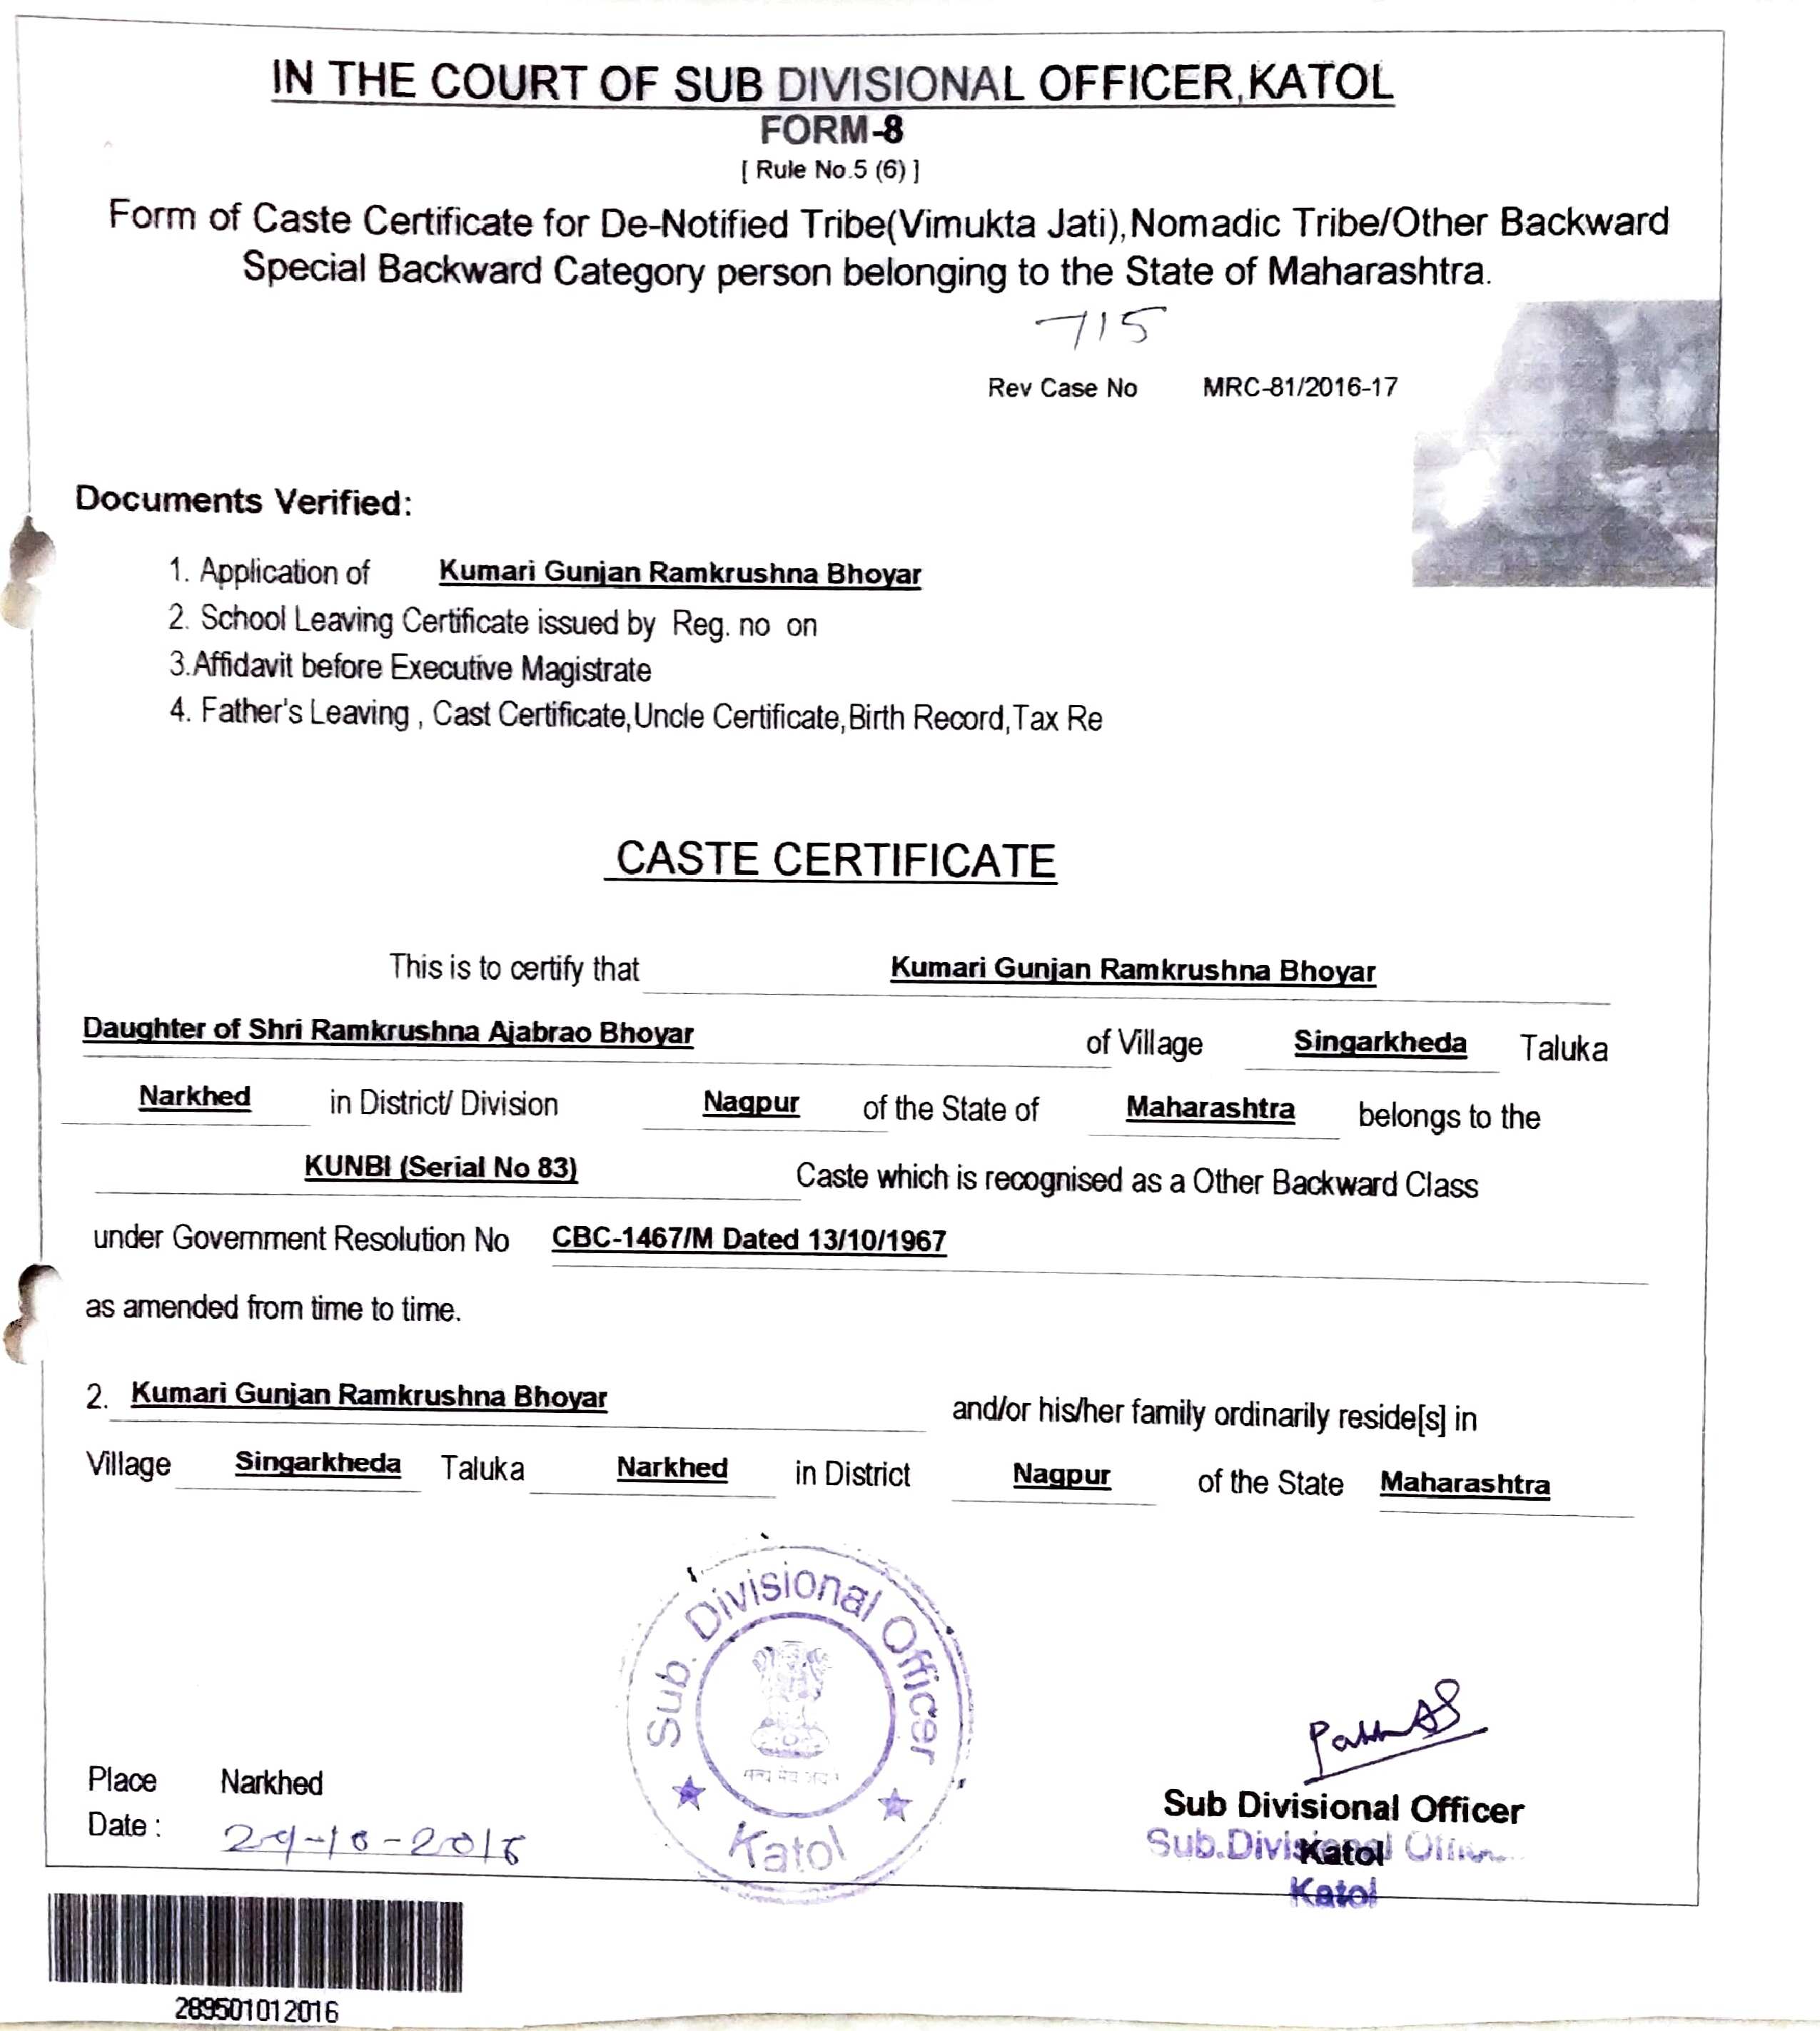 IN THE COURT OF SUB DIVISIONAL OFFICER,KATOL
FORM-8
[ Rule No.5 (6) ]
Form of Caste Certificate for De-Notified Tribe(Vimukta Jati),Nomadic Tribe/Other Backward
Special Backward Category person belonging to the State of Maharashtra.
715
Rev Case No MRC-81/2016-17
Documents Verified:
1. Application of Kumari Gunjan Ramkrushna Bhoyar
2. School Leaving Certificate issued by Reg. no on
3.Affidavit before Executive Magistrate
4. Father's Leaving , Cast Certificate,Uncle Certificate,Birth Record,Tax Re
CASTE CERTIFICATE
This is to certify that Kumari Gunjan Ramkrushna Bhoyar
Daughter of Shri Ramkrushna Ajabrao Bhoyar of Village Singarkheda Taluka
Narkhed in District/ Division Nagpur of the State of Maharashtra belongs to the
KUNBI (Serial No 83) Caste which is recognised as a Other Backward Class
under Government Resolution No CBC-1467/M Dated 13/10/1967
as amended from time to time.
2. Kumari Gunjan Ramkrushna Bhoyar and/or his/her family ordinarily reside[s] in
Village Singarkheda Taluka Narkhed in District Nagpur of the State Maharashtra
Sub. Divisional Officer
Katol
Place Narkhed
Date : 29-10-2016
Sub Divisional Officer
Katol
Sub.Divisional
Katol
289501012016